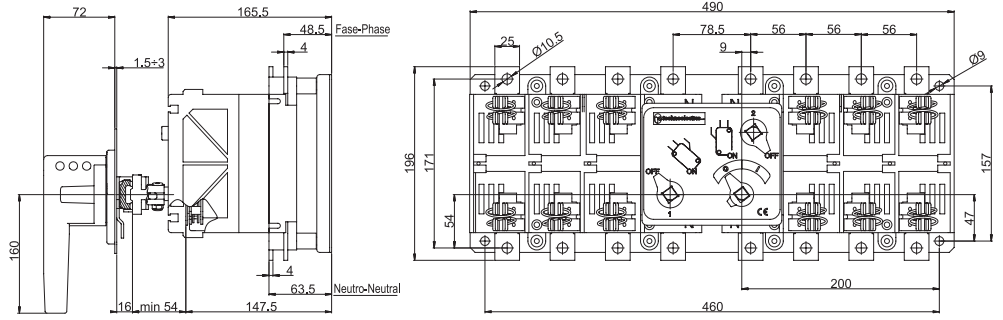 72
165.5
48.5 Fase-Phase
4
1.5÷3
160
4
63.5 Neutro-Neutral
16 min 54 147.5
490
78.5 56 56 56
25 Ø10.5 9 Ø9
196
171
54
157
47
2
OFF
ON
OFF
ON
0 I
1
CE
N N
200
460